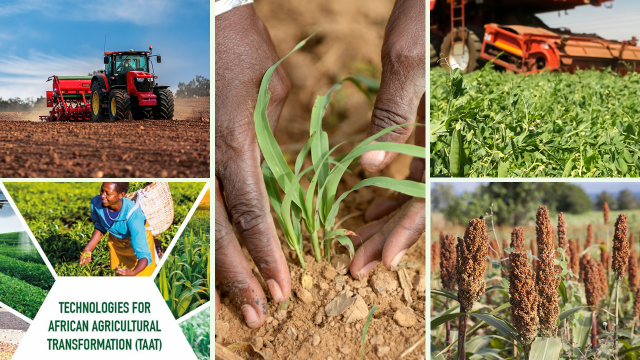 TECHNOLOGIES FOR
AFRICAN AGRICULTURAL
TRANSFORMATION (TAAT)